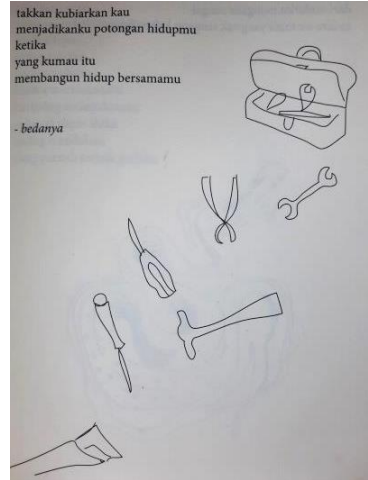 takkan kubiarkan kau
menjadikanku potongan hidupmu
ketika
yang kumau itu
membangun hidup bersamamu
- bedanya